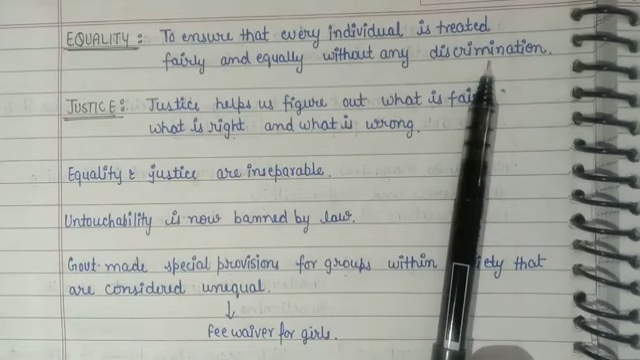 EQUALITY: To ensure that every individual is treated
fairly and equally without any discrimination.
JUSTICE: Justice helps us figure out what is fair
what is right and what is wrong.
Equality & justice are inseparable.
Untouchability is now banned by law.
Govt. made special provisions for groups within that
are considered unequal.
↓
fee waiver for girls.